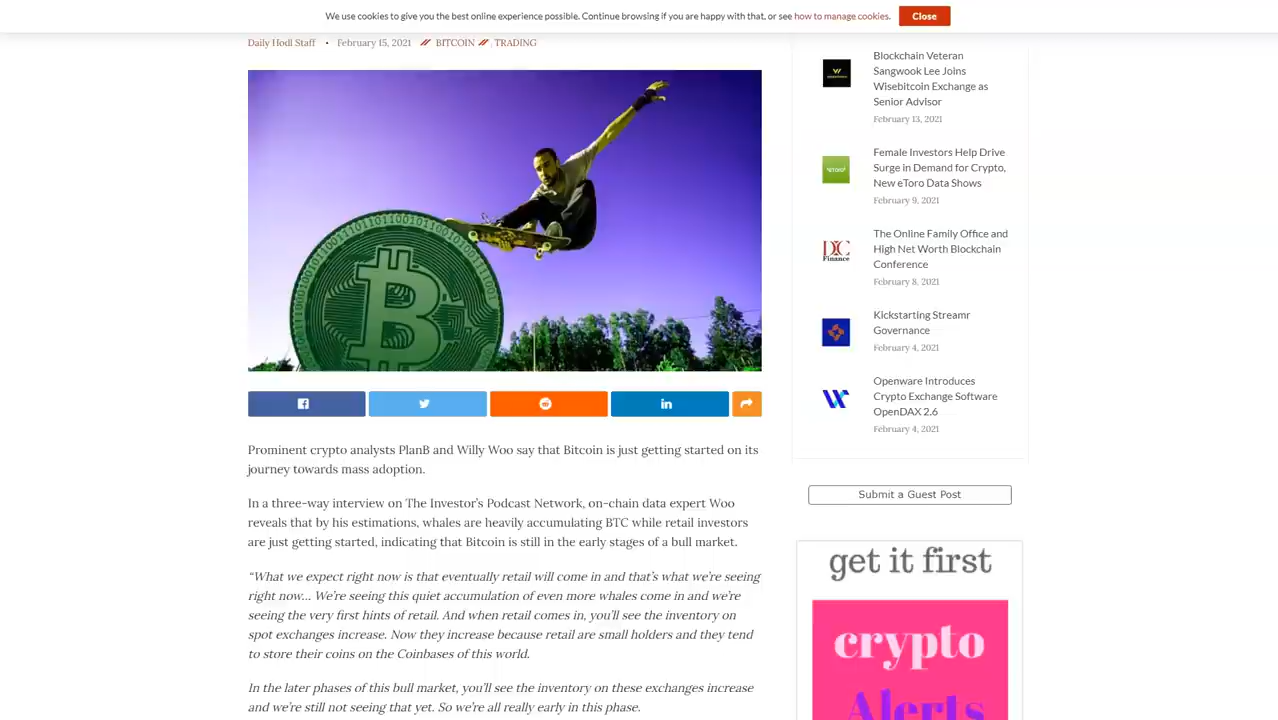 We use cookies to give you the best online experience possible. Continue browsing if you are happy with that, or see how to manage cookies.
Close
Daily Hodl Staff • February 15, 2021 BITCOIN | TRADING
Prominent crypto analysts PlanB and Willy Woo say that Bitcoin is just getting started on its
journey towards mass adoption.
In a three-way interview on The Investor's Podcast Network, on-chain data expert Woo
reveals that by his estimations, whales are heavily accumulating BTC while retail investors
are just getting started, indicating that Bitcoin is still in the early stages of a bull market.
“What we expect right now is that eventually retail will come in and that's what we're seeing
right now… We're seeing this quiet accumulation of even more whales come in and we're
seeing the very first hints of retail. And when retail comes in, you'll see the inventory on
spot exchanges increase. Now they increase because retail are small holders and they tend
to store their coins on the Coinbases of this world.
In the later phases of this bull market, you'll see the inventory on these exchanges increase
and we're still not seeing that yet. So we're all really early in this phase.
Blockchain Veteran
Sangwook Lee Joins
Wisebitcoin Exchange as
Senior Advisor
February 13, 2021
Female Investors Help Drive
Surge in Demand for Crypto,
New eToro Data Shows
February 9, 2021
The Online Family Office and
High Net Worth Blockchain
Conference
February 8, 2021
Finance
Kickstarting Streamr
Governance
February 4, 2021
Openware Introduces
Crypto Exchange Software
OpenDAX 2.6
February 4, 2021
Submit a Guest Post
get it first
crypto
Alerts